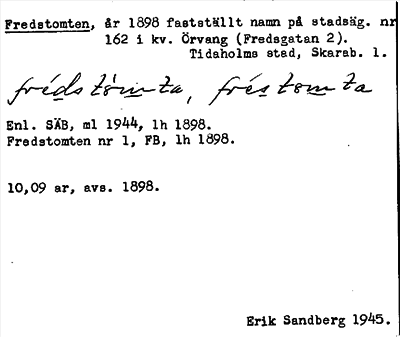 Fredstomten, år 1898 fastställt namn på stadsäg. nr
162 i kv. Örvang (Fredsgatan 2).
Tidaholms stad, Skarab. l.
frédstòmta, fréstomta
Enl. SÄB, ml 1944, lh 1898.
Fredstomten nr 1, FB, lh 1898.
10,09 ar, avs. 1898.
Erik Sandberg 1945.